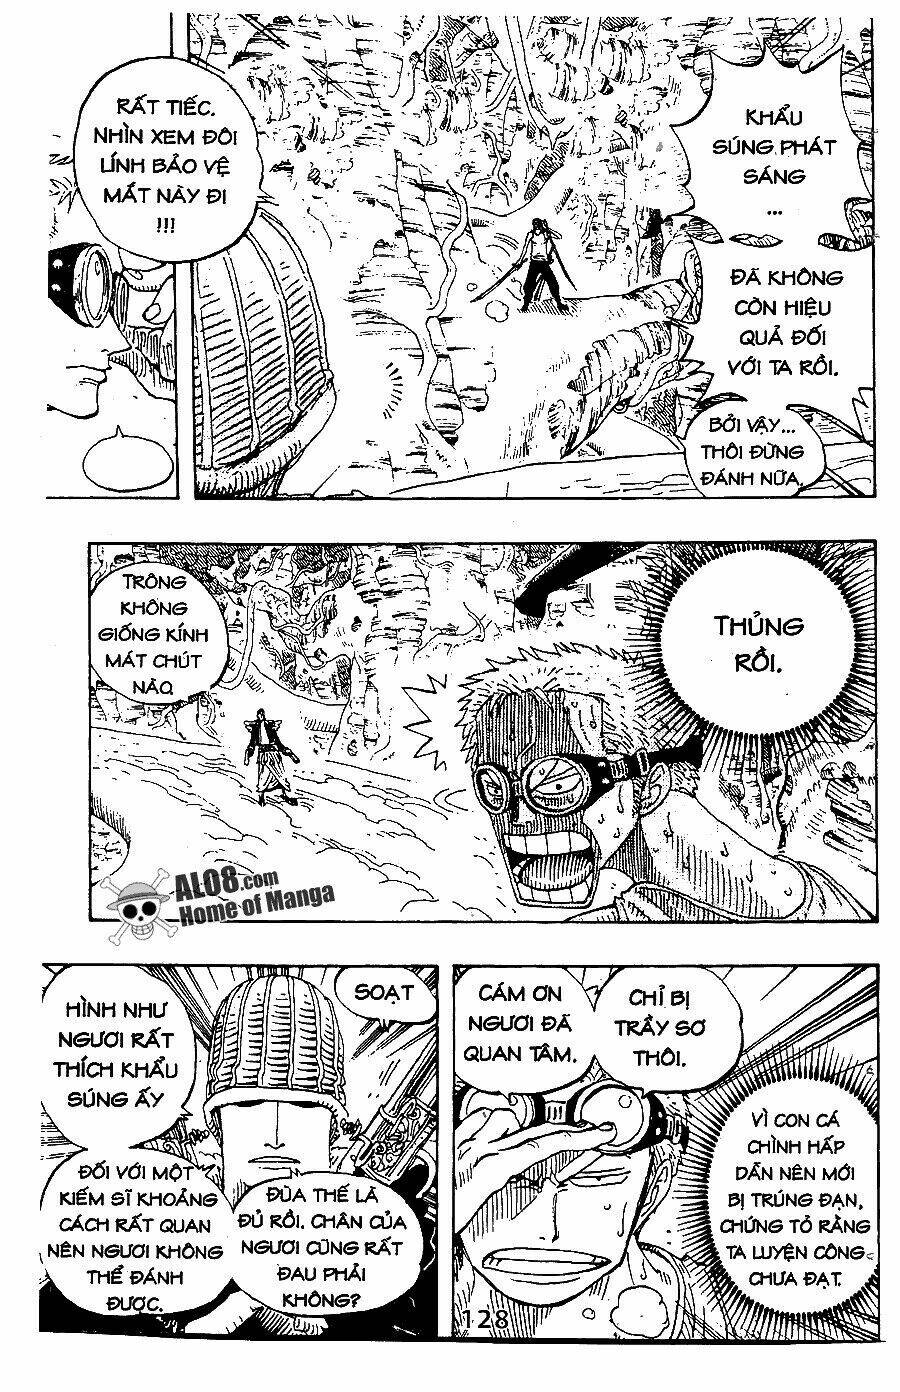 KHẨU
SÚNG PHÁT
SÁNG
...
ĐÃ KHÔNG
CÒN HIỆU
QUẢ ĐỐI
VỚI TA RỒI.
BỞI VẬY...
THÔI ĐỪNG
ĐÁNH NỮA.
RẤT TIẾC.
NHÌN XEM ĐÔI
LÍNH BẢO VỆ
MẮT NÀY ĐI
!!!
THỦNG
RỒI.
TRÔNG
KHÔNG
GIỐNG KÍNH
MÁT CHÚT
NÀO.
ALO8.com
Home of Manga
CHỈ BỊ
TRẦY SƠ
THÔI.
CÁM ƠN
NGƯƠI ĐÃ
QUAN TÂM.
VÌ CON CÁ
CHÌNH HẤP
DẪN NÊN MỚI
BỊ TRÚNG ĐẠN,
CHỨNG TỎ RẰNG
TA LUYỆN CÔNG
CHƯA ĐẠT.
SOẠT
HÌNH NHƯ
NGƯƠI RẤT
THÍCH KHẨU
SÚNG ẤY
ĐỐI VỚI MỘT
KIẾM SĨ KHOẢNG
CÁCH RẤT QUAN
NÊN NGƯƠI KHÔNG
THỂ ĐÁNH
ĐƯỢC.
ĐÙA THẾ LÀ
ĐỦ RỒI. CHÂN CỦA
NGƯƠI CŨNG RẤT
ĐAU PHẢI
KHÔNG?
128